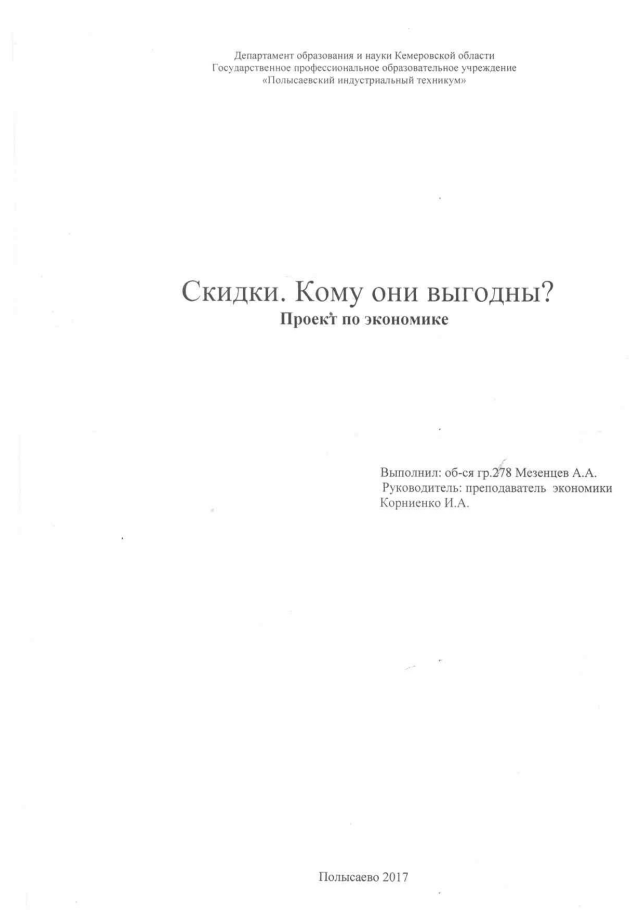 Департамент образования и науки Кемеровской области
Государственное профессиональное образовательное учреждение
«Полысаевский индустриальный техникум»
Скидки. Кому они выгодны?
Проект по экономике
Выполнил: об-ся гр.278 Мезенцев А.А.
Руководитель: преподаватель экономики
Корниенко И.А.
Полысаево 2017